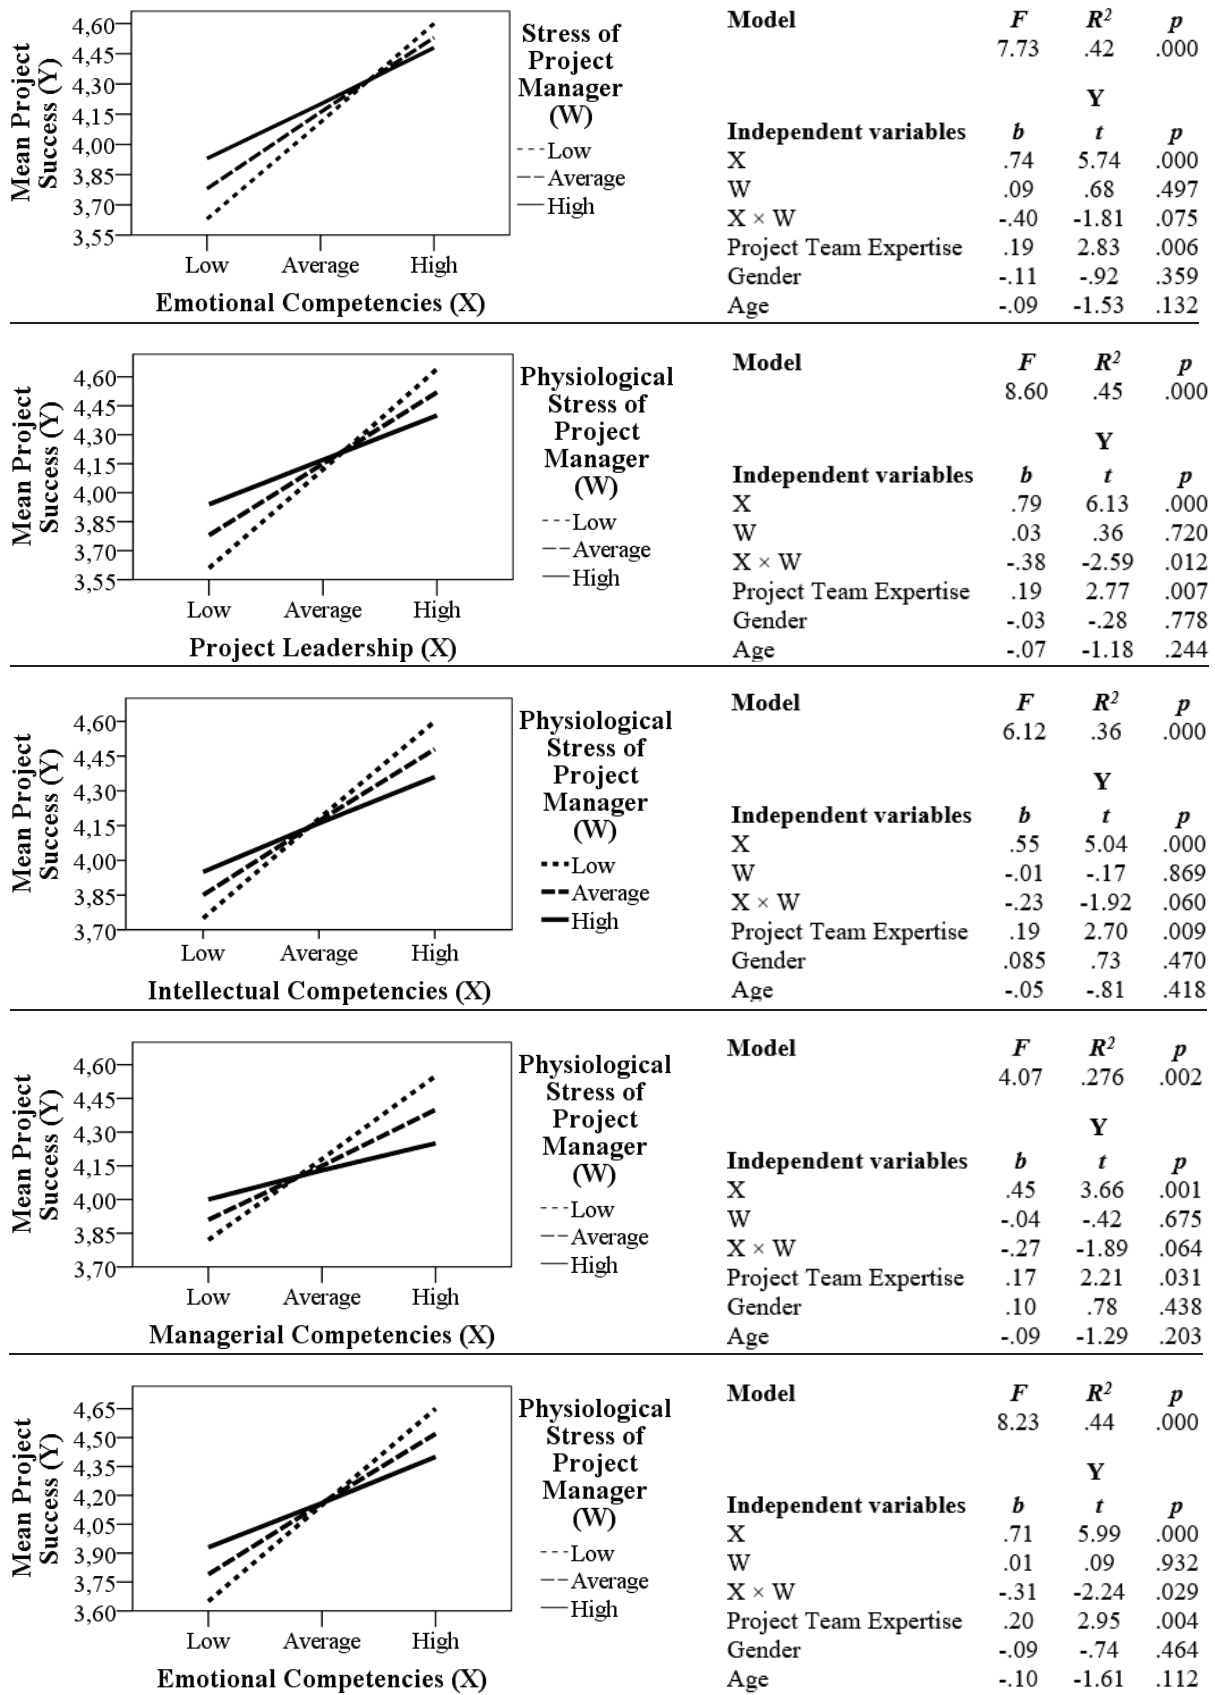 Mean Project
Success (Y)
4,60
4,45
4,30
4,15
4,00
3,85
3,70
3,55
Low Average High
Emotional Competencies (X)
Stress of
Project
Manager
(W)
Low
Average
High
Model F R² p
7.73 .42 .000
Y
Independent variables b t p
X .74 5.74 .000
W .09 .68 .497
X × W -.40 -1.81 .075
Project Team Expertise .19 2.83 .006
Gender -.11 -.92 .359
Age -.09 -1.53 .132
Mean Project
Success (Y)
4,60
4,45
4,30
4,15
4,00
3,85
3,70
3,55
Low Average High
Project Leadership (X)
Physiological
Stress of
Project
Manager
(W)
Low
Average
High
Model F R² p
8.60 .45 .000
Y
Independent variables b t p
X .79 6.13 .000
W .03 .36 .720
X × W -.38 -2.59 .012
Project Team Expertise .19 2.77 .007
Gender -.03 -.28 .778
Age -.07 -1.18 .244
Mean Project
Success (Y)
4,60
4,45
4,30
4,15
4,00
3,85
3,70
Low Average High
Intellectual Competencies (X)
Physiological
Stress of
Project
Manager
(W)
Low
Average
High
Model F R² p
6.12 .36 .000
Y
Independent variables b t p
X .55 5.04 .000
W -.01 -.17 .869
X × W -.23 -1.92 .060
Project Team Expertise .19 2.70 .009
Gender .085 .73 .470
Age -.05 -.81 .418
Mean Project
Success (Y)
4,60
4,45
4,30
4,15
4,00
3,85
3,70
Low Average High
Managerial Competencies (X)
Physiological
Stress of
Project
Manager
(W)
Low
Average
High
Model F R² p
4.07 .276 .002
Y
Independent variables b t p
X .45 3.66 .001
W -.04 -.42 .675
X × W -.27 -1.89 .064
Project Team Expertise .17 2.21 .031
Gender .10 .78 .438
Age -.09 -1.29 .203
Mean Project
Success (Y)
4,65
4,50
4,35
4,20
4,05
3,90
3,75
3,60
Low Average High
Emotional Competencies (X)
Physiological
Stress of
Project
Manager
(W)
Low
Average
High
Model F R² p
8.23 .44 .000
Y
Independent variables b t p
X .71 5.99 .000
W .01 .09 .932
X × W -.31 -2.24 .029
Project Team Expertise .20 2.95 .004
Gender -.09 -.74 .464
Age -.10 -1.61 .112